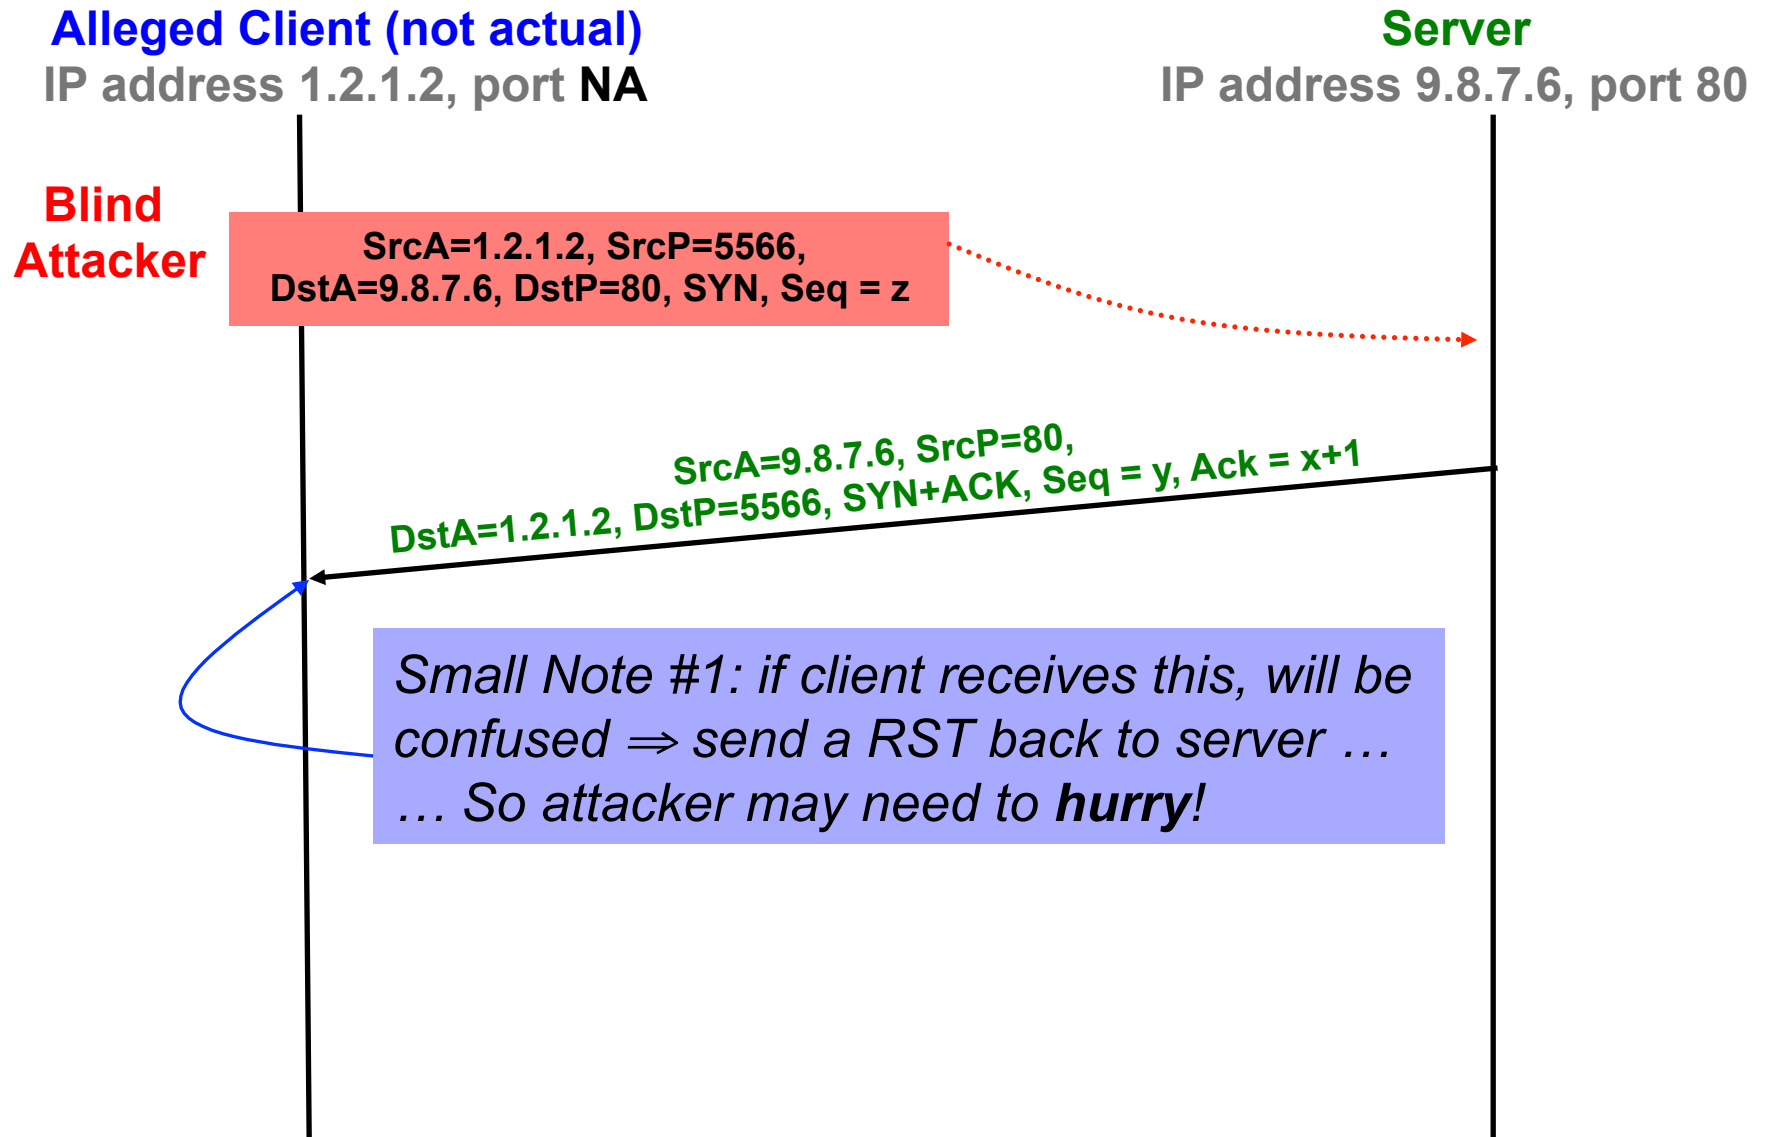 Alleged Client (not actual)
IP address 1.2.1.2, port NA
Server
IP address 9.8.7.6, port 80
Blind
Attacker
SrcA=1.2.1.2, SrcP=5566,
DstA=9.8.7.6, DstP=80, SYN, Seq = z
SrcA=9.8.7.6, SrcP=80,
DstA=1.2.1.2, DstP=5566, SYN+ACK, Seq = y, Ack = x+1
Small Note #1: if client receives this, will be
confused ⇒ send a RST back to server …
… So attacker may need to hurry!